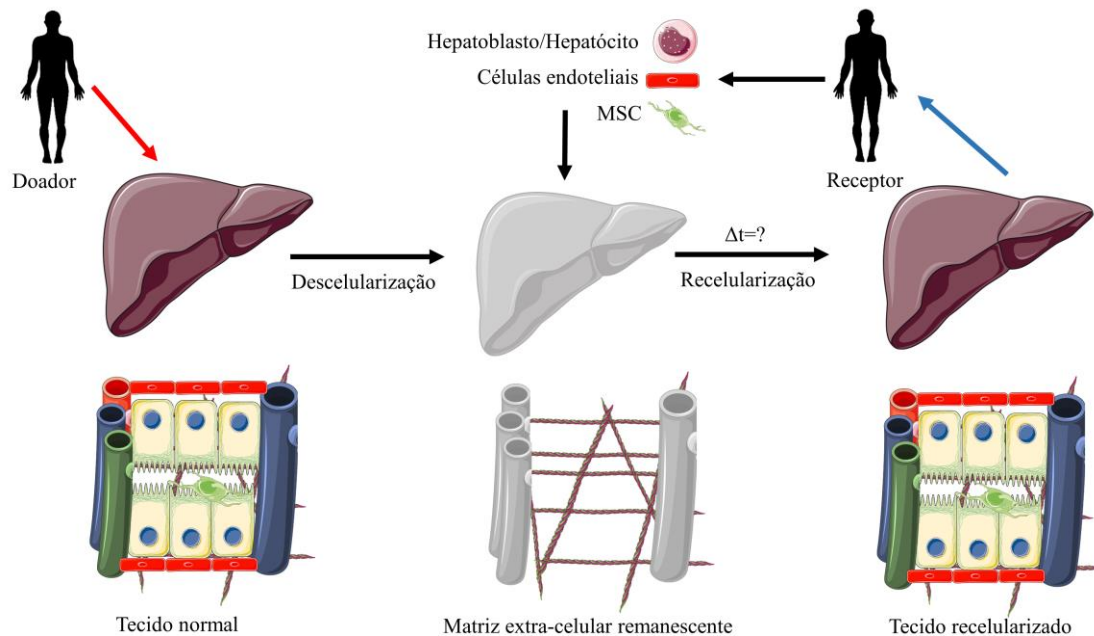 Hepatoblasto/Hepatócito
Células endoteliais
MSC
Doador
Receptor
Descelularização
Δt=?
Recelularização
Tecido normal
Matriz extra-celular remanescente
Tecido recelularizado